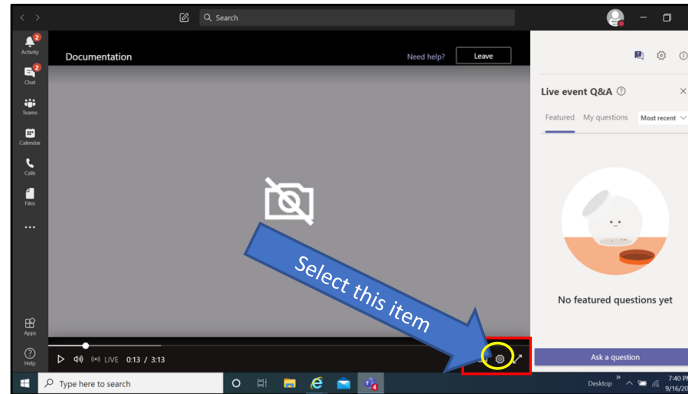 Search
2
Activity
2
Chat
Teams
Calendar
Calls
Files
Apps
Help
Documentation
Need help?
Leave
Select this item
LIVE 0:13 / 3:13
Live event Q&A
Featured My questions Most recent
No featured questions yet
Ask a question
Type here to search
Desktop
7:40 PM